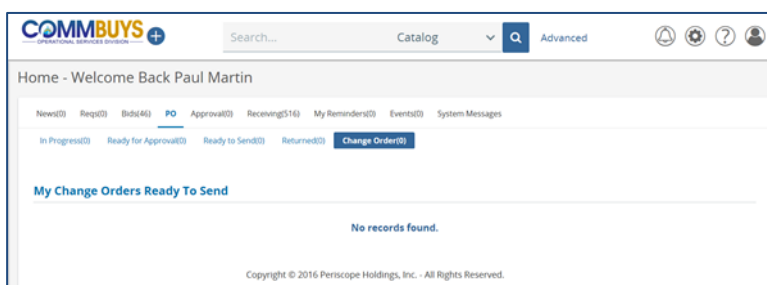 COMMBUYS
OPERATIONAL SERVICES DIVISION
Search... Catalog Advanced
Home - Welcome Back Paul Martin
News(0) Reqs(0) Bids(46) PO Approval(0) Receiving(516) My Reminders(0) Events(0) System Messages
In Progress(0) Ready for Approval(0) Ready to Send(0) Returned(0) Change Order(0)
My Change Orders Ready To Send
No records found.
Copyright © 2016 Periscope Holdings, Inc. - All Rights Reserved.